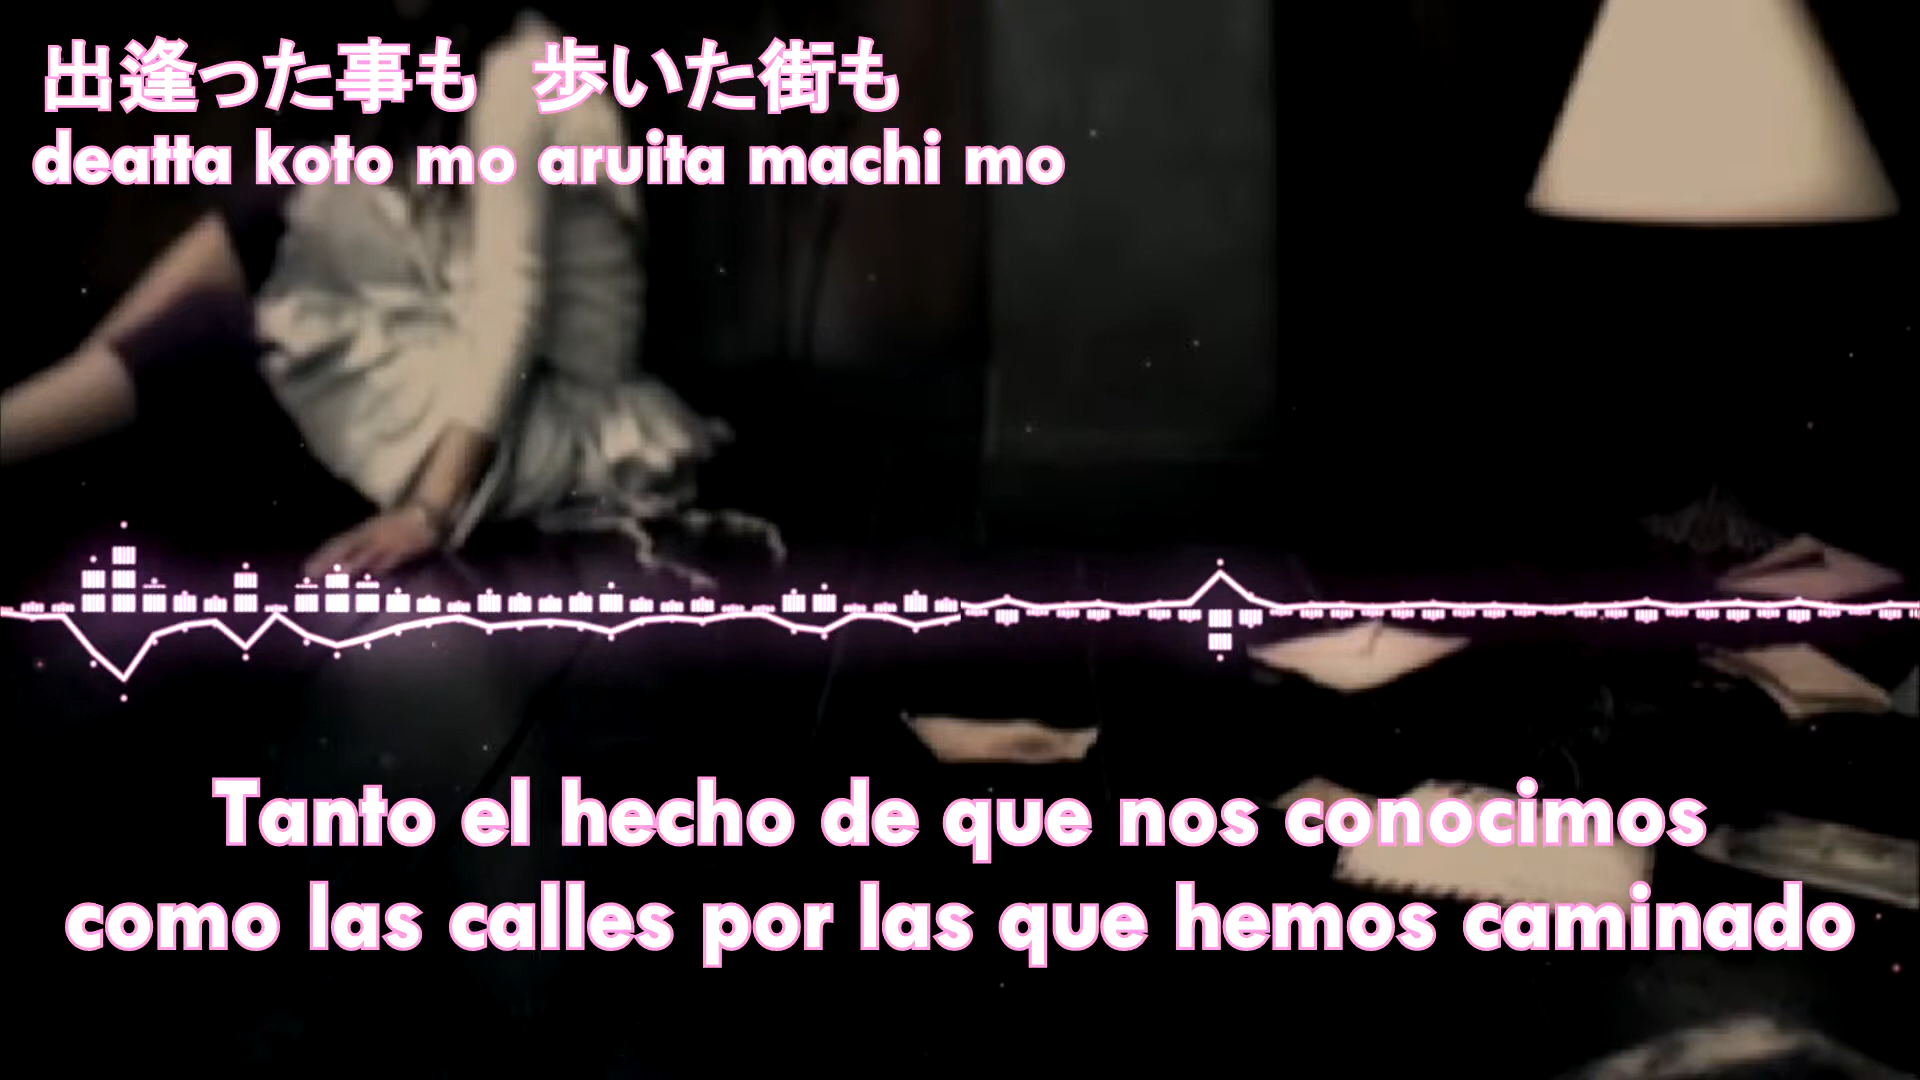 出逢った事も　歩いた街も
deatta koto mo aruita machi mo
Tanto el hecho de que nos conocimos
como las calles por las que hemos caminado